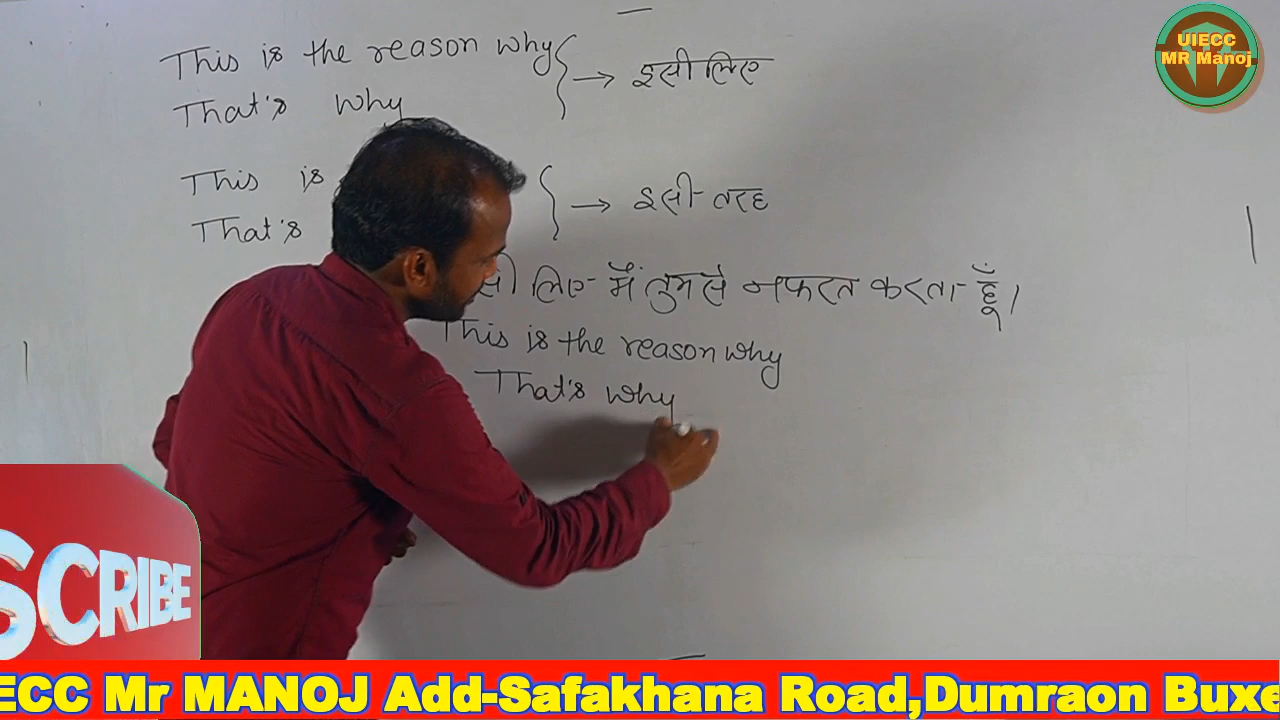 This is the reason why
That's why
→ इसीलिए
This is
That's
→ इसी-तरह
सी लिए- मैं तुमसे नफरत करता- हूँ।
This is the reason why
That's why
UIECC
MR Manoj
SCRIBE
ECC Mr MANOJ Add-Safakhana Road,Dumraon Buxe